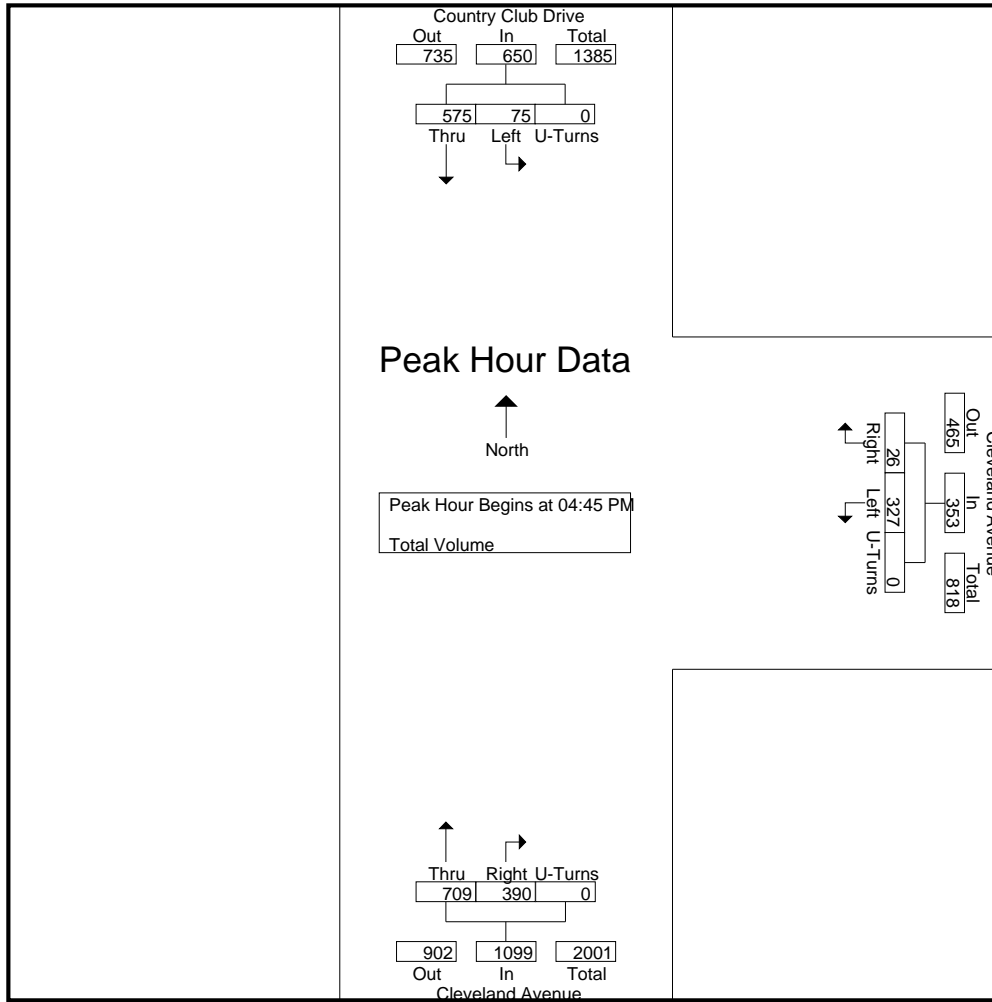 Country Club Drive
Out In Total
735 650 1385
575 75 0
Thru Left U-Turns
Peak Hour Data
North
Peak Hour Begins at 04:45 PM
Total Volume
Cleveland Avenue
Out In Total
465 353 818
26 327 0
Right Left U-Turns
Thru Right U-Turns
709 390 0
902 1099 2001
Out In Total
Cleveland Avenue